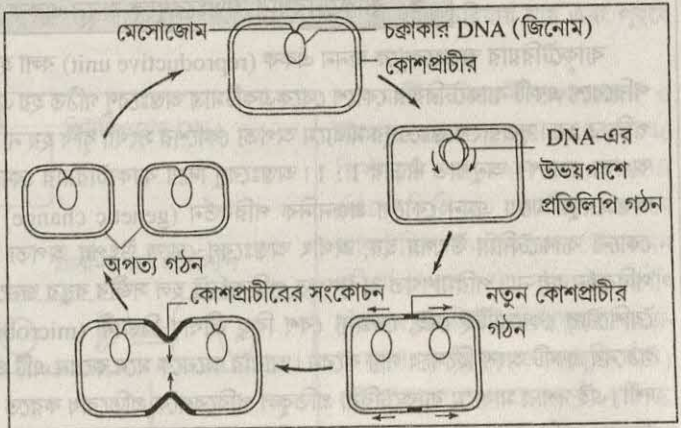 মেসোজোম
চক্রাকার DNA (জিনোম)
কোশপ্রাচীর
DNA-এর
উভয়পাশে
প্রতিলিপি গঠন
নতুন কোশপ্রাচীর
গঠন
কোশপ্রাচীরের সংকোচন
অপত্য গঠন